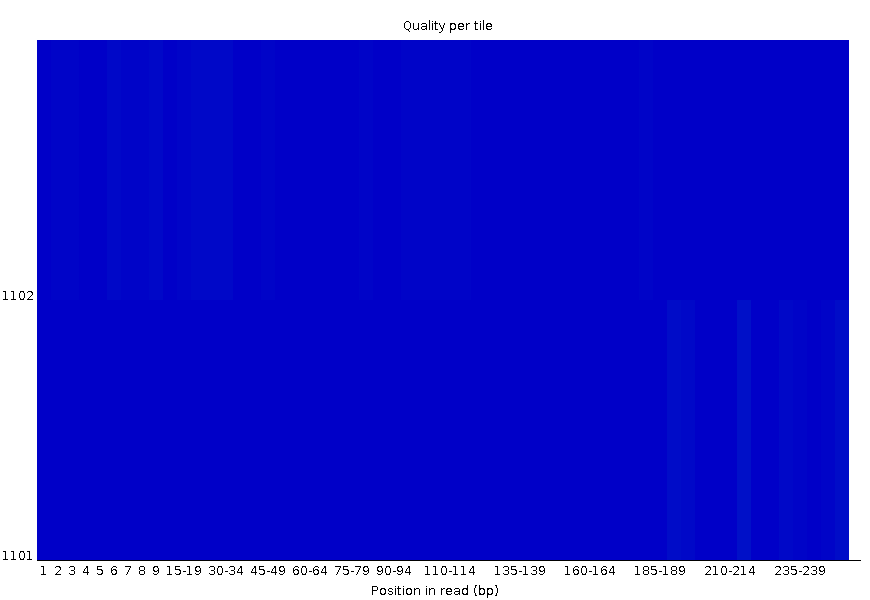 Quality per tile
1102
1101
1 2 3 4 5 6 7 8 9 15-19 30-34 45-49 60-64 75-79 90-94 110-114 135-139 160-164 185-189 210-214 235-239
Position in read (bp)